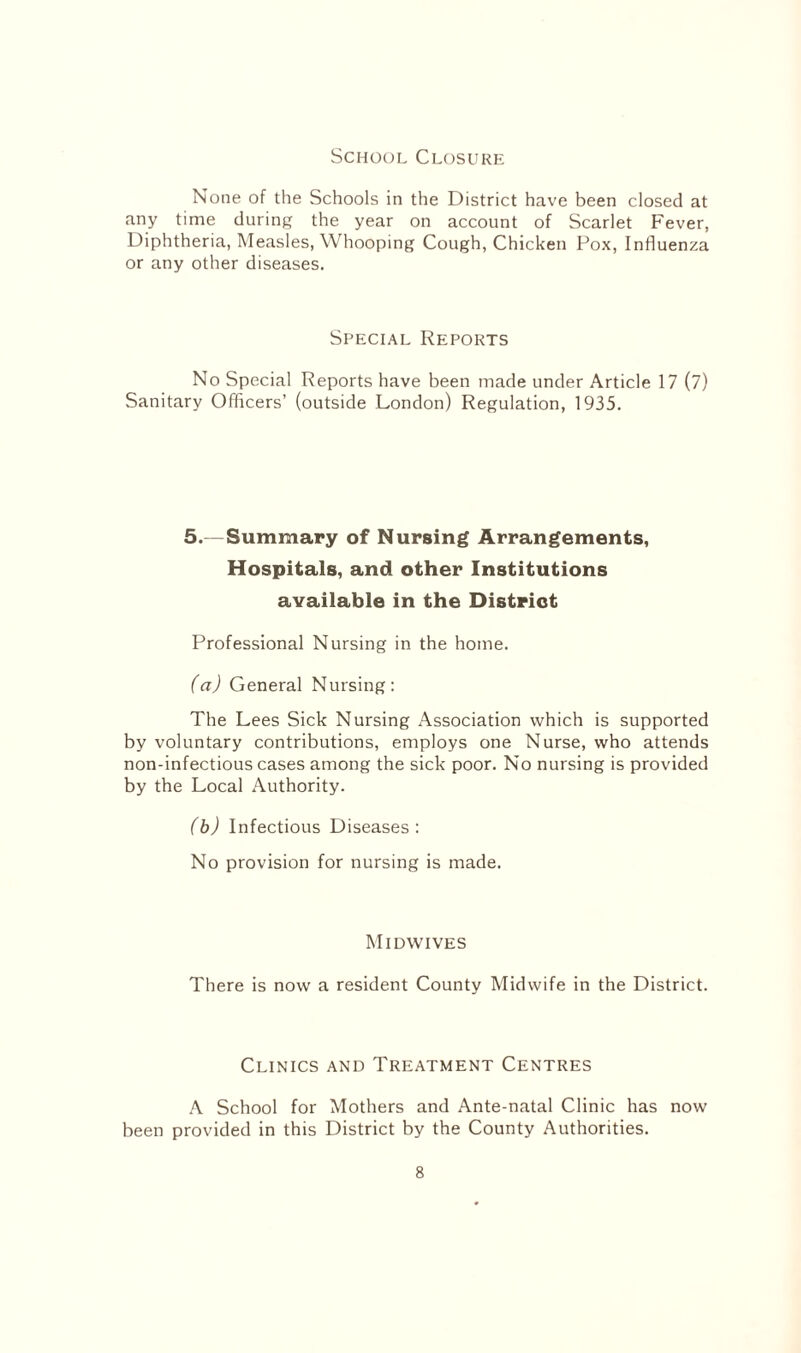 School Closure
None of the Schools in the District have been closed at
any time during the year on account of Scarlet Fever,
Diphtheria, Measles, Whooping Cough, Chicken Pox, Influenza
or any other diseases.
Special Reports
No Special Reports have been made under Article 17 (7)
Sanitary Officers’ (outside London) Regulation, 1935.
5.—Summary of Nursing Arrangements,
Hospitals, and other Institutions
available in the District
Professional Nursing in the home.
(a) General Nursing:
The Lees Sick Nursing Association which is supported
by voluntary contributions, employs one Nurse, who attends
non-infectious cases among the sick poor. No nursing is provided
by the Local Authority.
(b) Infectious Diseases :
No provision for nursing is made.
Midwives
There is now a resident County Midwife in the District.
Clinics and Treatment Centres
A School for Mothers and Ante-natal Clinic has now
been provided in this District by the County Authorities.
8